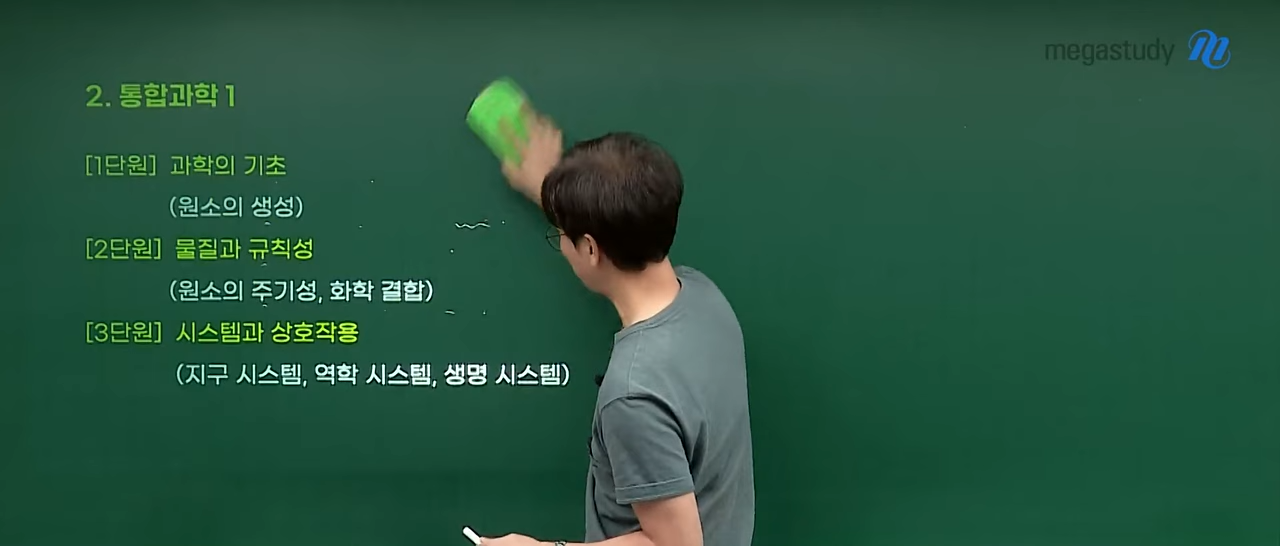 megastudy
2. 통합과학 1
[1단원] 과학의 기초
(원소의 생성)
[2단원] 물질과 규칙성
(원소의 주기성, 화학 결합)
[3단원] 시스템과 상호작용
(지구 시스템, 역학 시스템, 생명 시스템)